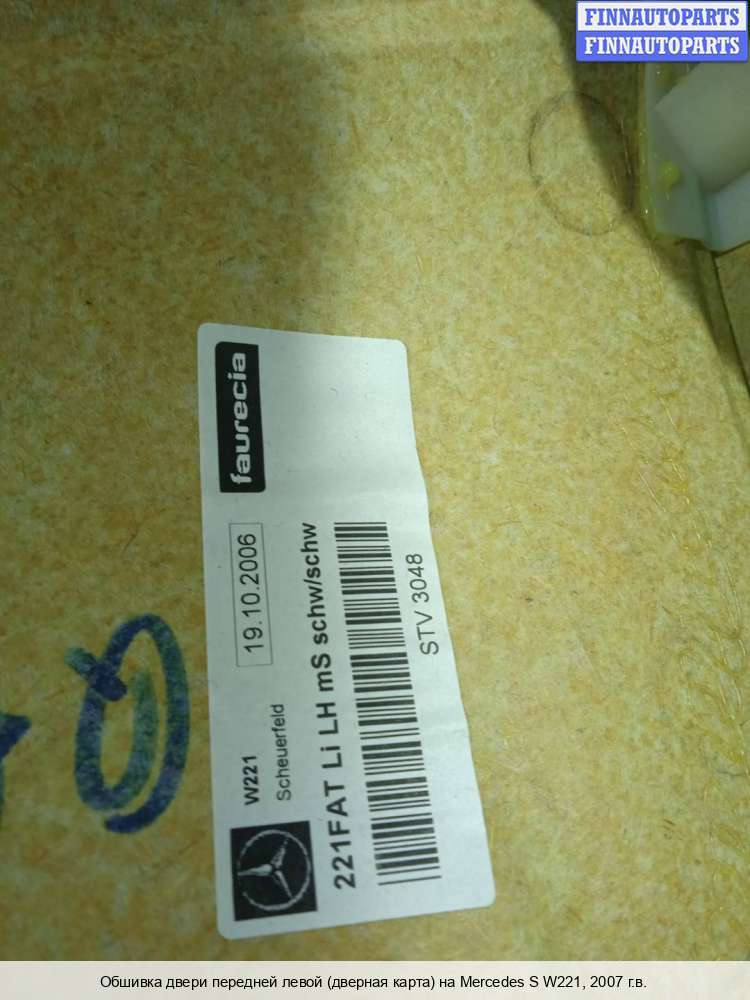 FINNAUTOPARTS
FINNAUTOPARTS
faurecia
W221 19.10.2006
Scheuerfeld
221FAT Li LH mS schw/schw
STV 3048
Обшивка двери передней левой (дверная карта) на Mercedes S W221, 2007 г.в.